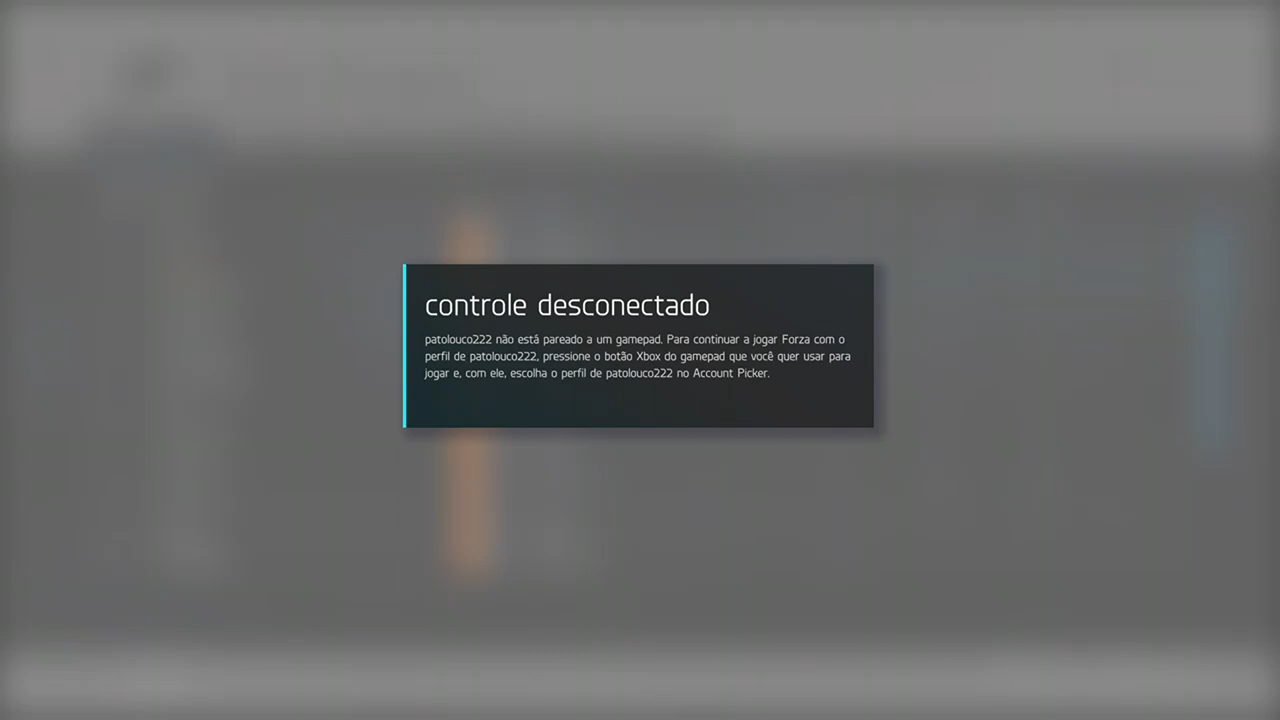 controle desconectado
patolouco222 não está pareado a um gamepad. Para continuar a jogar Forza com o
perfil de patolouco222, pressione o botão Xbox do gamepad que você quer usar para
jogar e, com ele, escolha o perfil de patolouco222 no Account Picker.